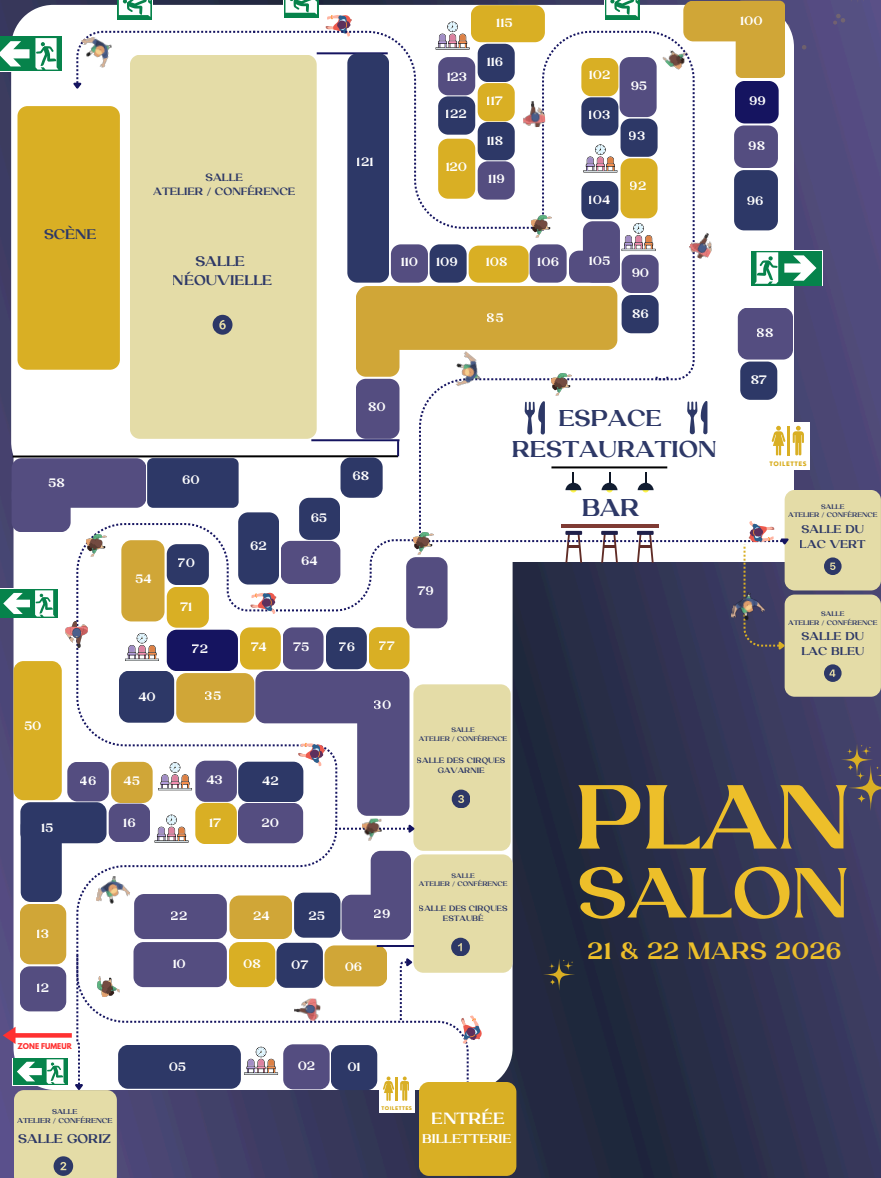 115
100
116
123
102
95
99
117
122
103
93
118
98
121
120
119
SALLE
ATELIER / CONFÉRENCE
92
96
104
SCÈNE
SALLE
NÉOUVIELLE
110
109
108
106
105
90
6
85
86
88
87
80
ESPACE
RESTAURATION
TOILETTES
BAR
58
60
68
65
62
64
SALLE
ATELIER / CONFÉRENCE
SALLE DU
LAC VERT
5
54
70
79
71
SALLE
ATELIER / CONFÉRENCE
SALLE DU
LAC BLEU
4
72
74
75
76
77
40
35
30
50
SALLE
ATELIER / CONFÉRENCE
SALLE DES CIRQUES
GAVARNIE
3
46
45
43
42
15
16
17
20
PLAN
SALON
21 & 22 MARS 2026
SALLE
ATELIER / CONFÉRENCE
SALLE DES CIRQUES
ESTAUBÉ
1
22
24
25
29
13
10
08
07
06
12
ZONE FUMEUR
05
02
01
TOILETTES
SALLE
ATELIER / CONFÉRENCE
SALLE GORIZ
2
ENTRÉE
BILLETTERIE